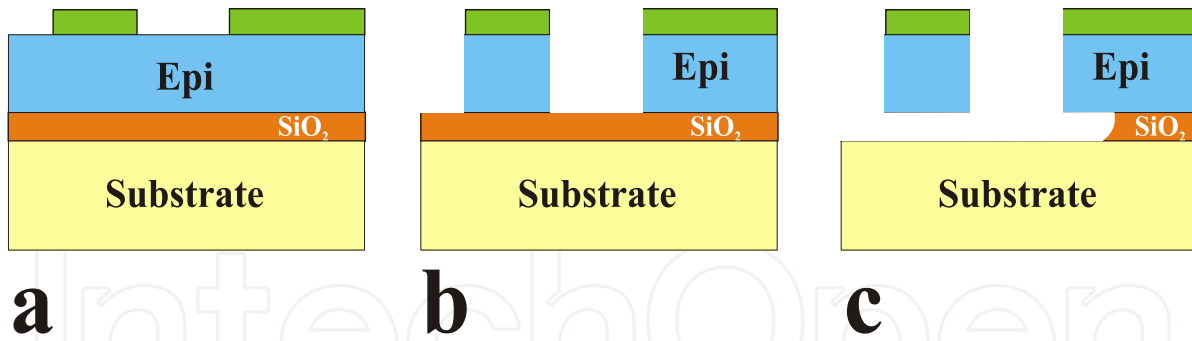 Epi
SiO₂
Substrate
a
Epi
SiO₂
Substrate
b
Epi
SiO₂
Substrate
c
IntechOpen